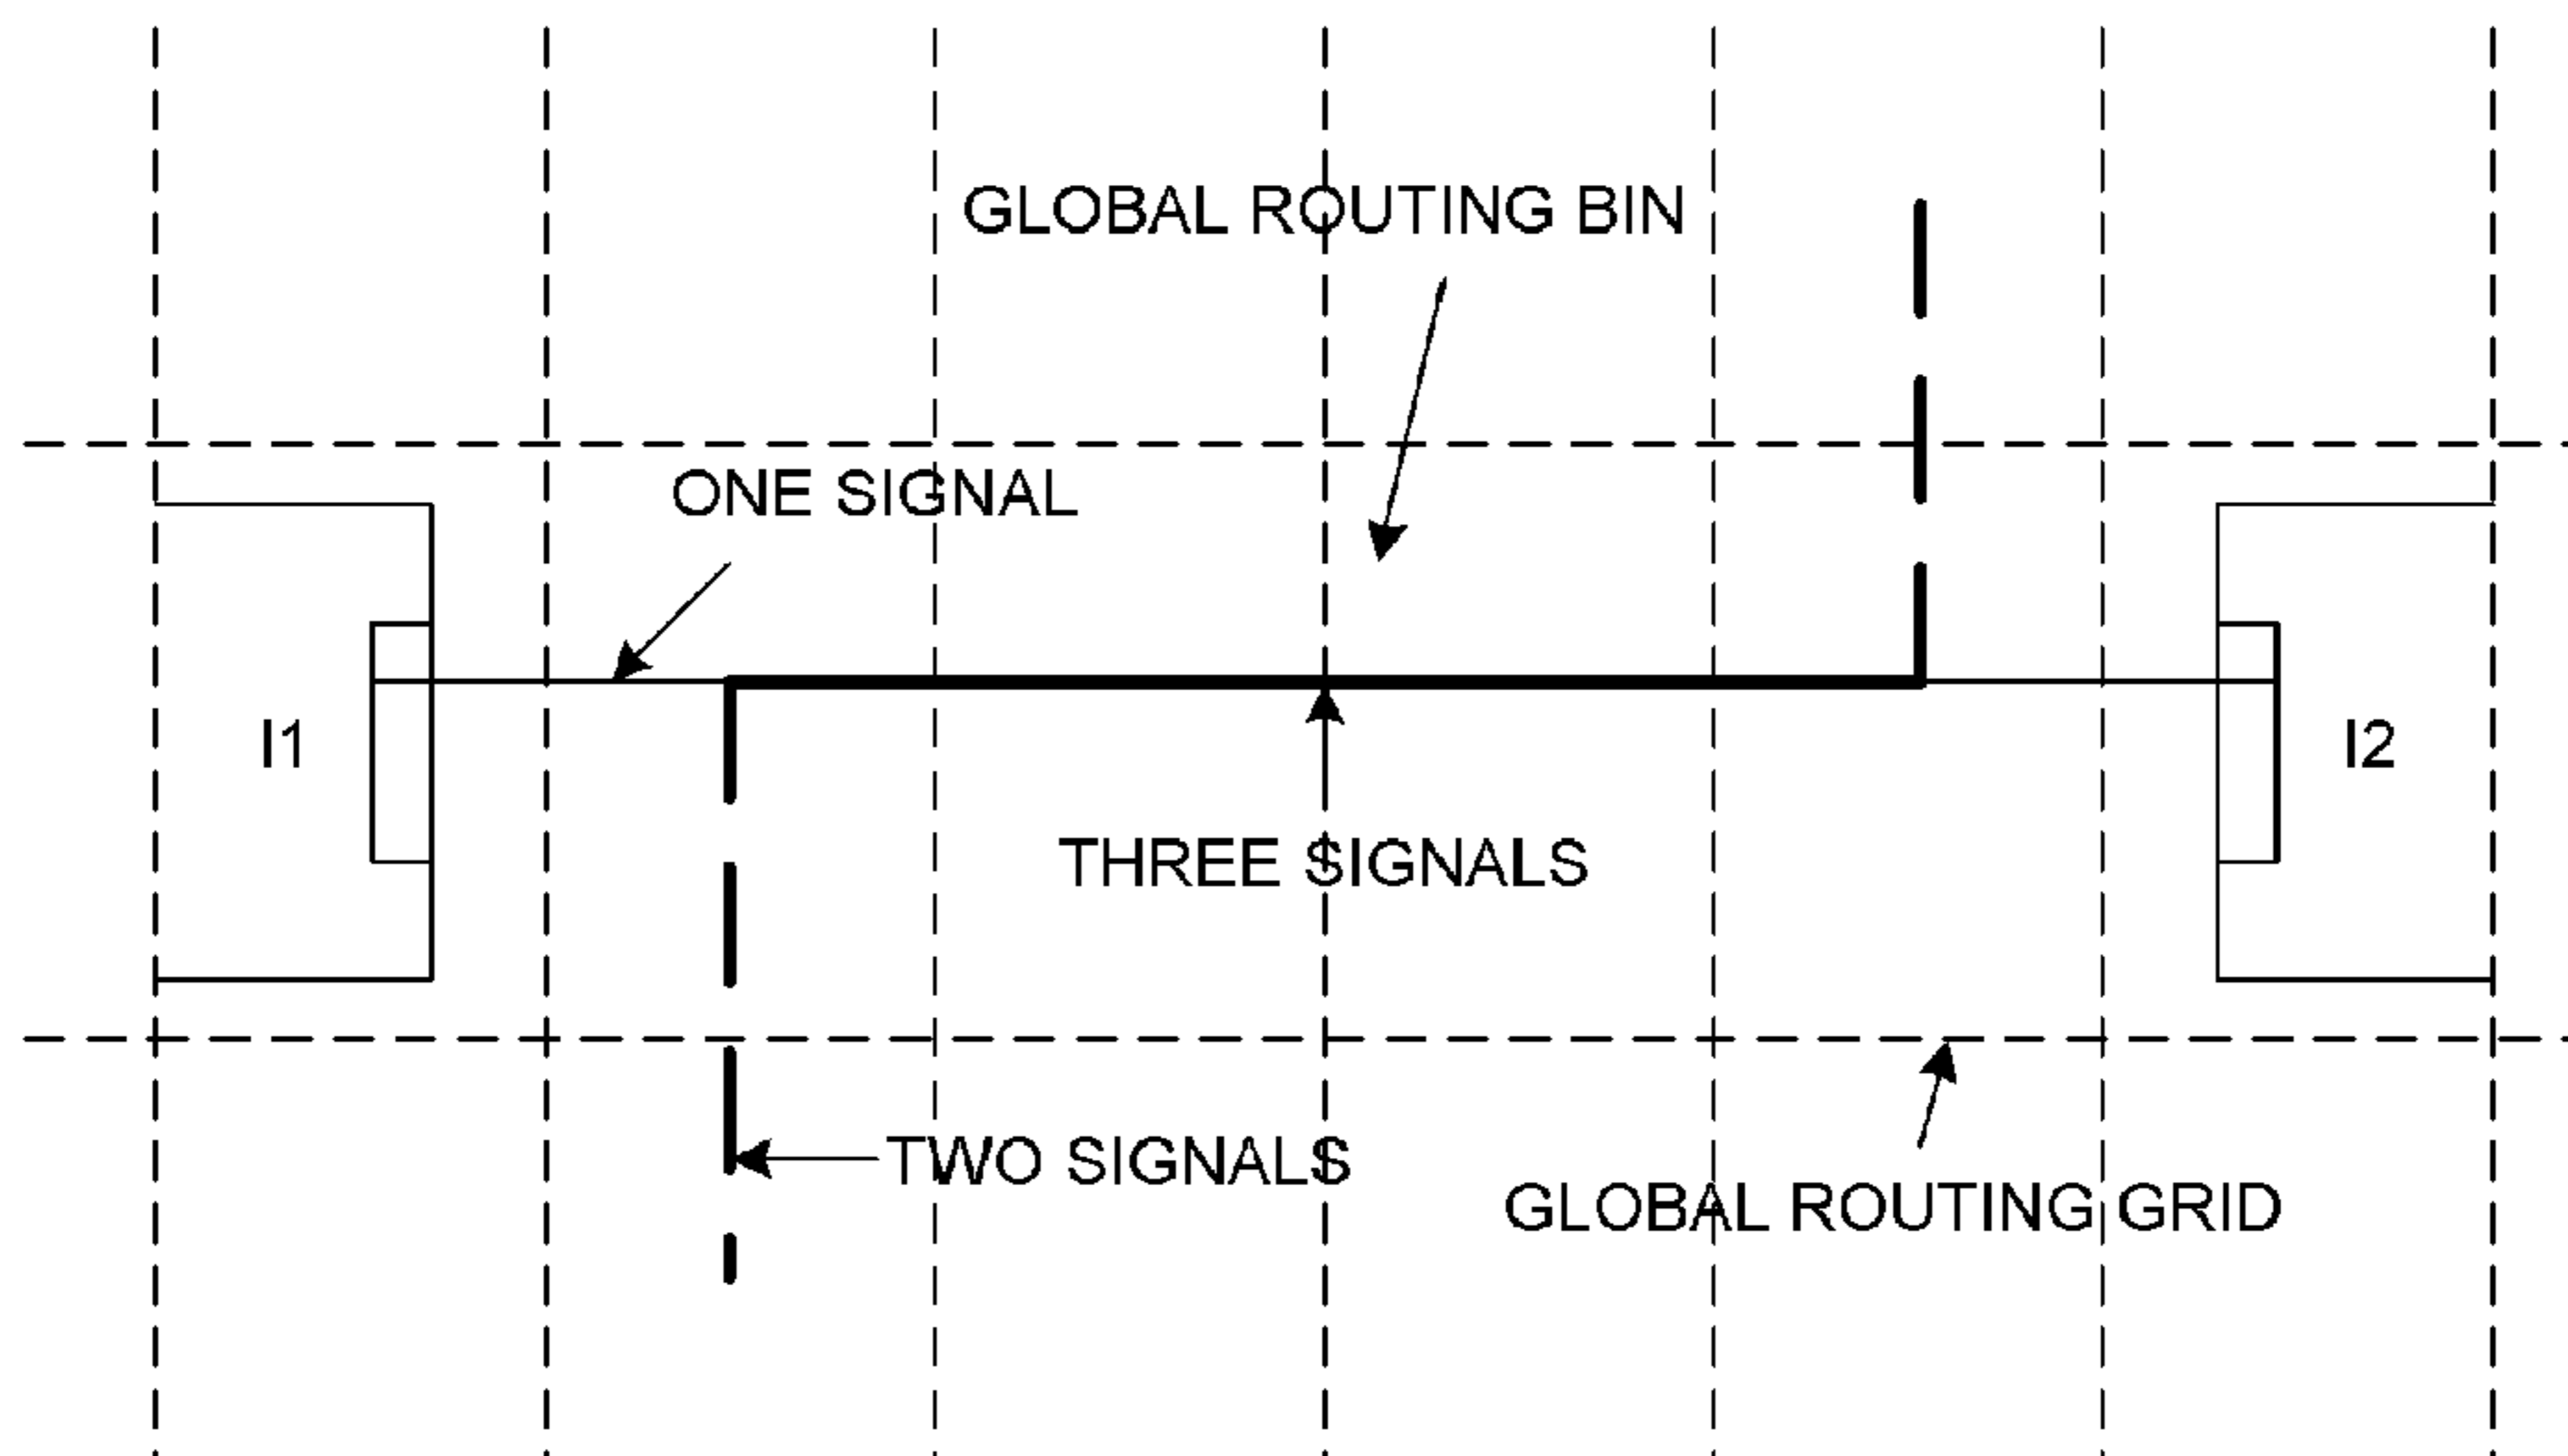 GLOBAL ROUTING BIN
ONE SIGNAL
I1
I2
THREE SIGNALS
TWO SIGNALS
GLOBAL ROUTING GRID